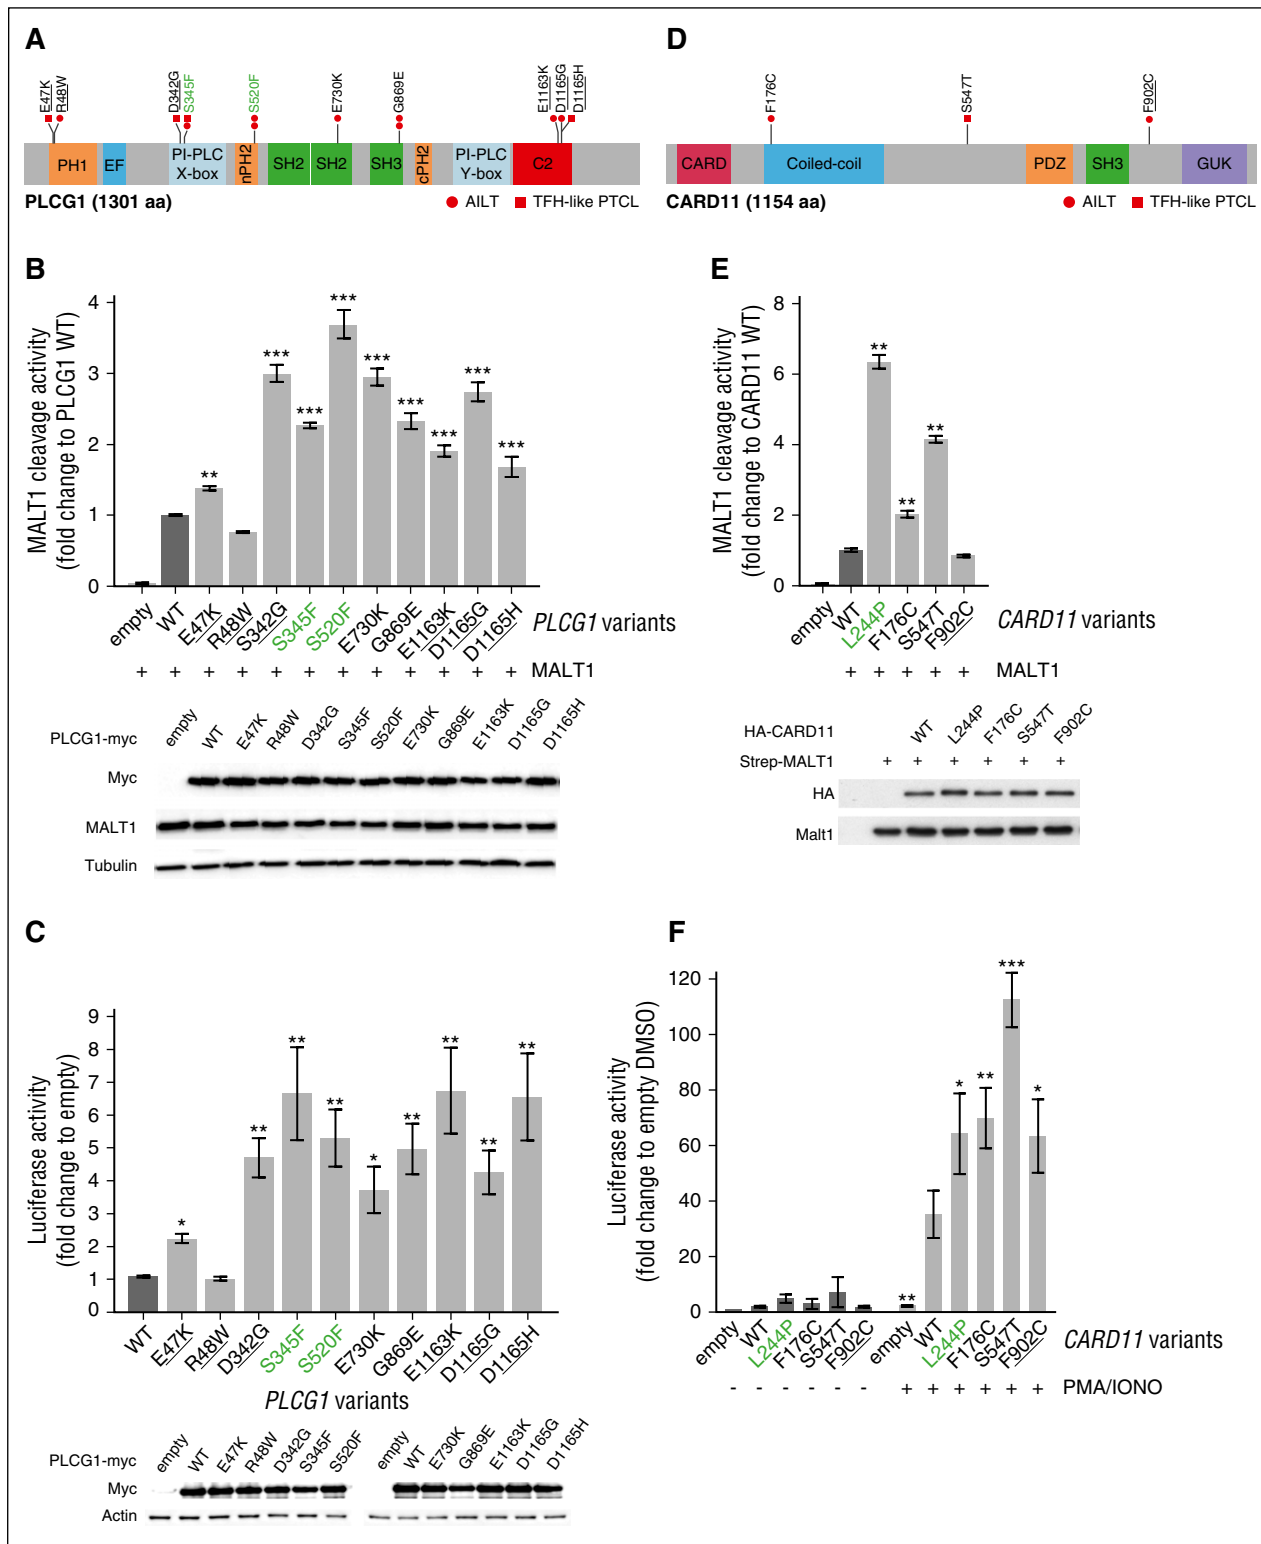 A
E47K
R48W
D342G
S345F
S520F
E730K
G869E
E1163K
D1165G
D1165H
PH1
EF
PI-PLC
X-box
nPH2
SH2
SH2
SH3
cPH2
PI-PLC
Y-box
C2
PLCG1 (1301 aa)
AILT
TFH-like PTCL
D
F176C
S547T
F902C
CARD
Coiled-coil
PDZ
SH3
GUK
CARD11 (1154 aa)
AILT
TFH-like PTCL
B
MALT1 cleavage activity
(fold change to PLCG1 WT)
4
3
2
1
0
**
***
***
***
***
***
***
***
***
empty
WT
E47K
R48W
S342G
S345F
S520F
E730K
G869E
E1163K
D1165G
D1165H
PLCG1 variants
+ + + + + + + + + + + + MALT1
PLCG1-myc
empty
WT
E47K
R48W
D342G
S345F
S520F
E730K
G869E
E1163K
D1165G
D1165H
Myc
MALT1
Tubulin
E
MALT1 cleavage activity
(fold change to CARD11 WT)
8
6
4
2
0
**
**
**
empty
WT
L244P
F176C
S547T
F902C
CARD11 variants
+ + + + + MALT1
HA-CARD11
WT
L244P
F176C
S547T
F902C
Strep-MALT1 + + + + + +
HA
Malt1
C
Luciferase activity
(fold change to empty)
9
8
7
6
5
4
3
2
1
0
*
**
**
**
*
**
**
**
**
WT
E47K
R48W
D342G
S345F
S520F
E730K
G869E
E1163K
D1165G
D1165H
PLCG1 variants
PLCG1-myc
empty
WT
E47K
R48W
D342G
S345F
S520F
empty
WT
E730K
G869E
E1163K
D1165G
D1165H
Myc
Actin
F
Luciferase activity
(fold change to empty DMSO)
120
100
80
60
40
20
0
**
*
**
***
*
empty
WT
L244P
F176C
S547T
F902C
empty
WT
L244P
F176C
S547T
F902C
CARD11 variants
- - - - - - + + + + + + PMA/IONO